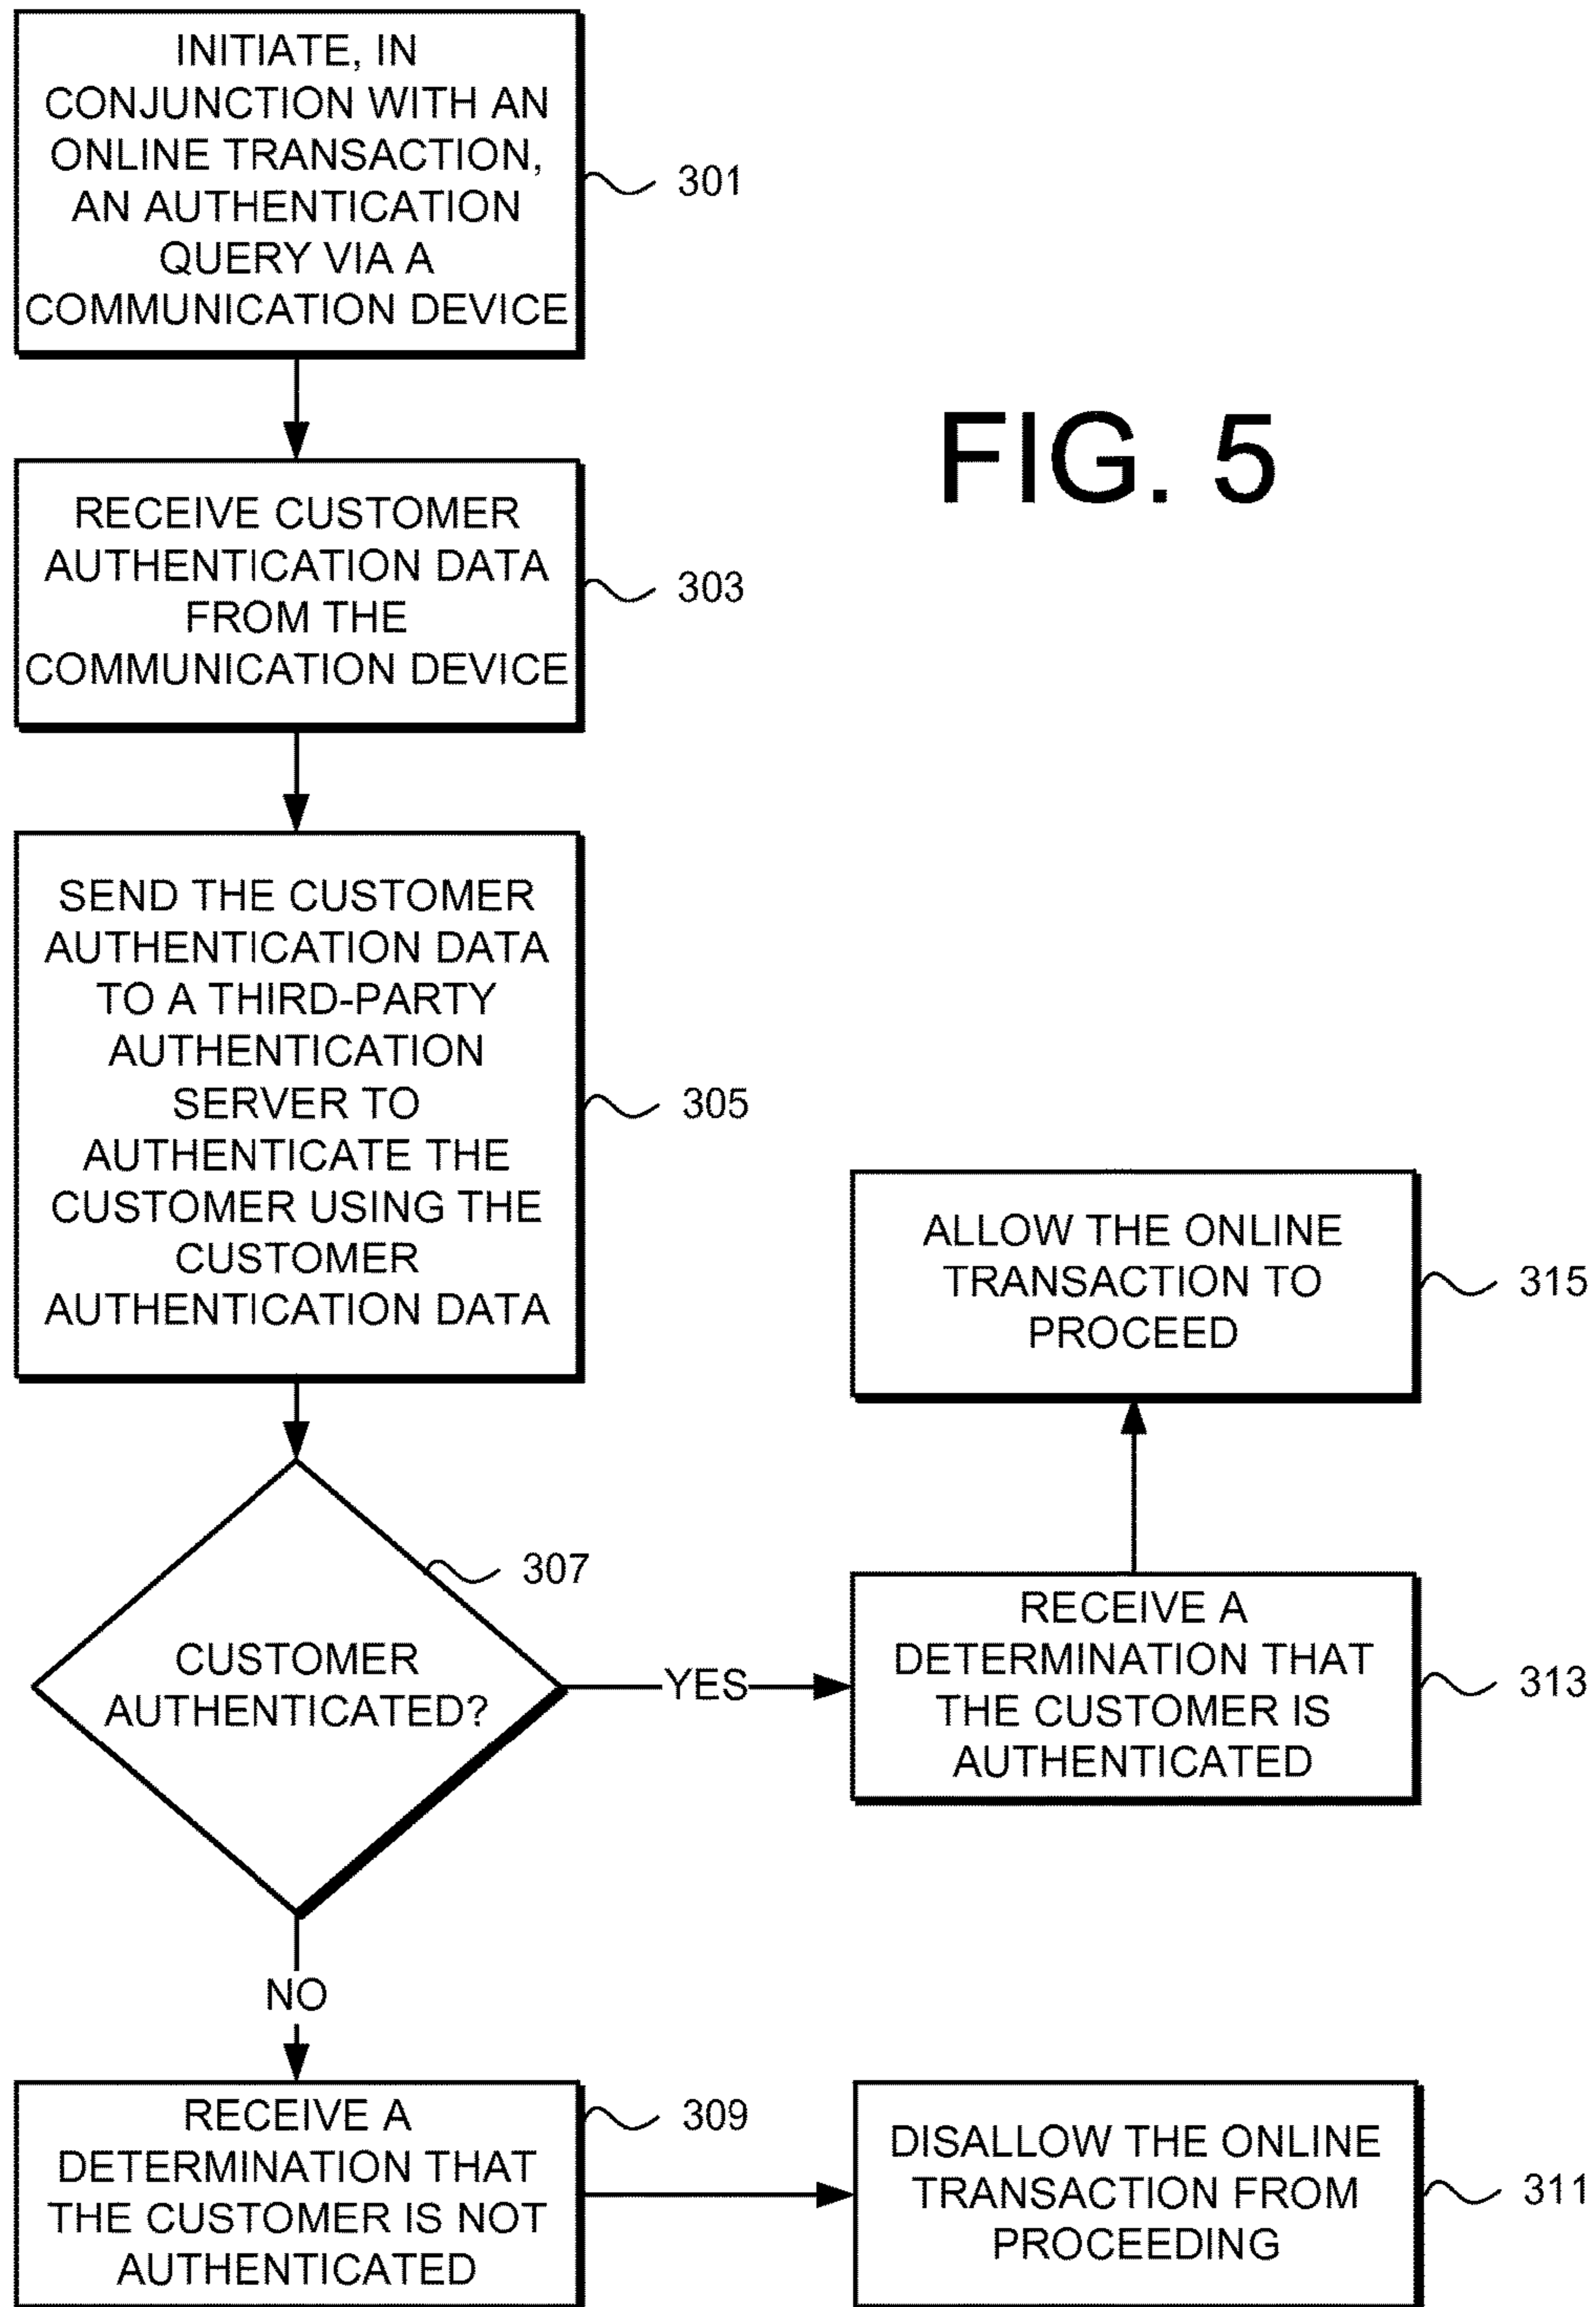 INITIATE, IN
CONJUNCTION WITH AN
ONLINE TRANSACTION,
AN AUTHENTICATION
QUERY VIA A
COMMUNICATION DEVICE
301
FIG. 5
RECEIVE CUSTOMER
AUTHENTICATION DATA
FROM THE
COMMUNICATION DEVICE
303
SEND THE CUSTOMER
AUTHENTICATION DATA
TO A THIRD-PARTY
AUTHENTICATION
SERVER TO
AUTHENTICATE THE
CUSTOMER USING THE
CUSTOMER
AUTHENTICATION DATA
305
ALLOW THE ONLINE
TRANSACTION TO
PROCEED
315
307
CUSTOMER
AUTHENTICATED?
YES
RECEIVE A
DETERMINATION THAT
THE CUSTOMER IS
AUTHENTICATED
313
NO
RECEIVE A
DETERMINATION THAT
THE CUSTOMER IS NOT
AUTHENTICATED
309
DISALLOW THE ONLINE
TRANSACTION FROM
PROCEEDING
311